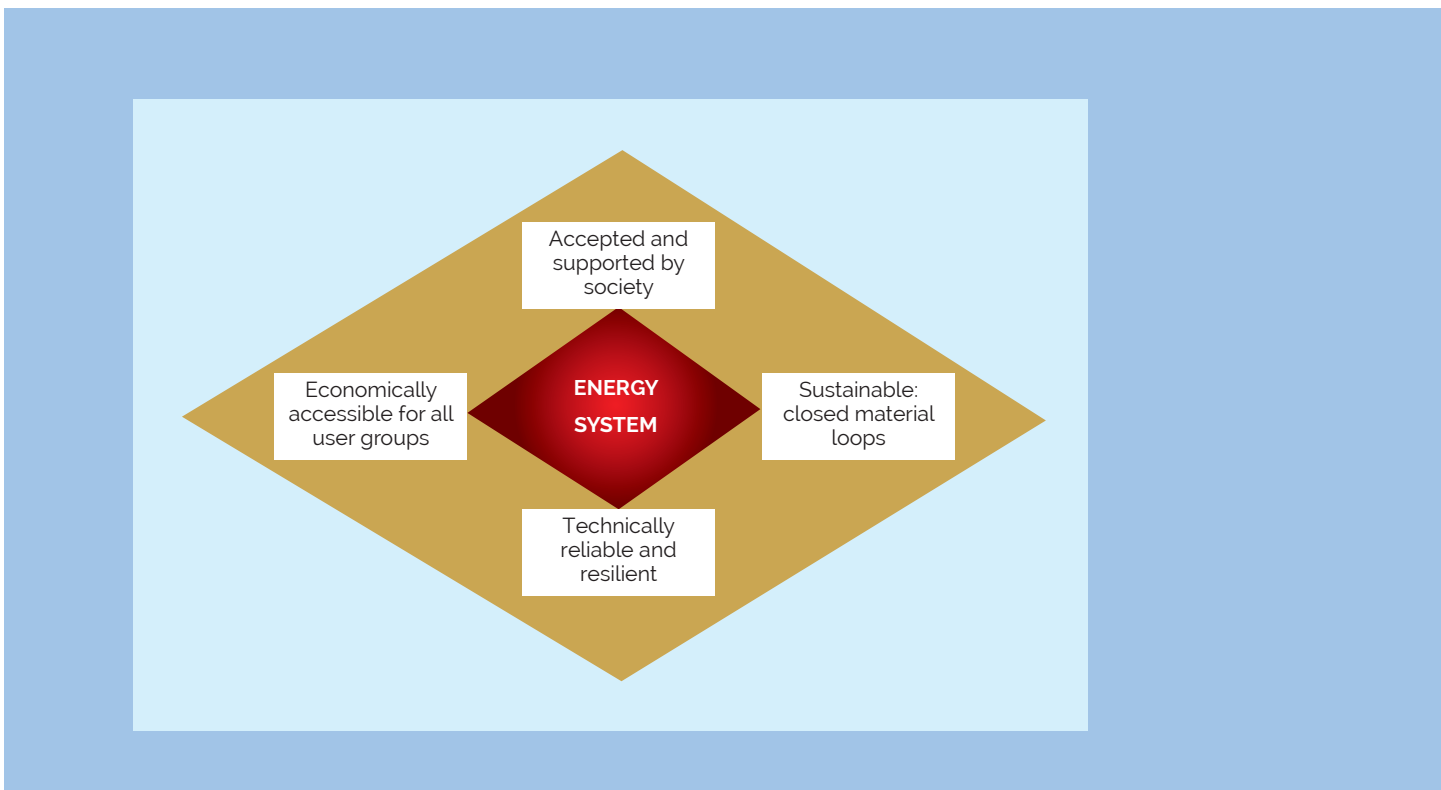 Accepted and
supported by
society
Economically
accessible for all
user groups
ENERGY
SYSTEM
Sustainable:
closed material
loops
Technically
reliable and
resilient